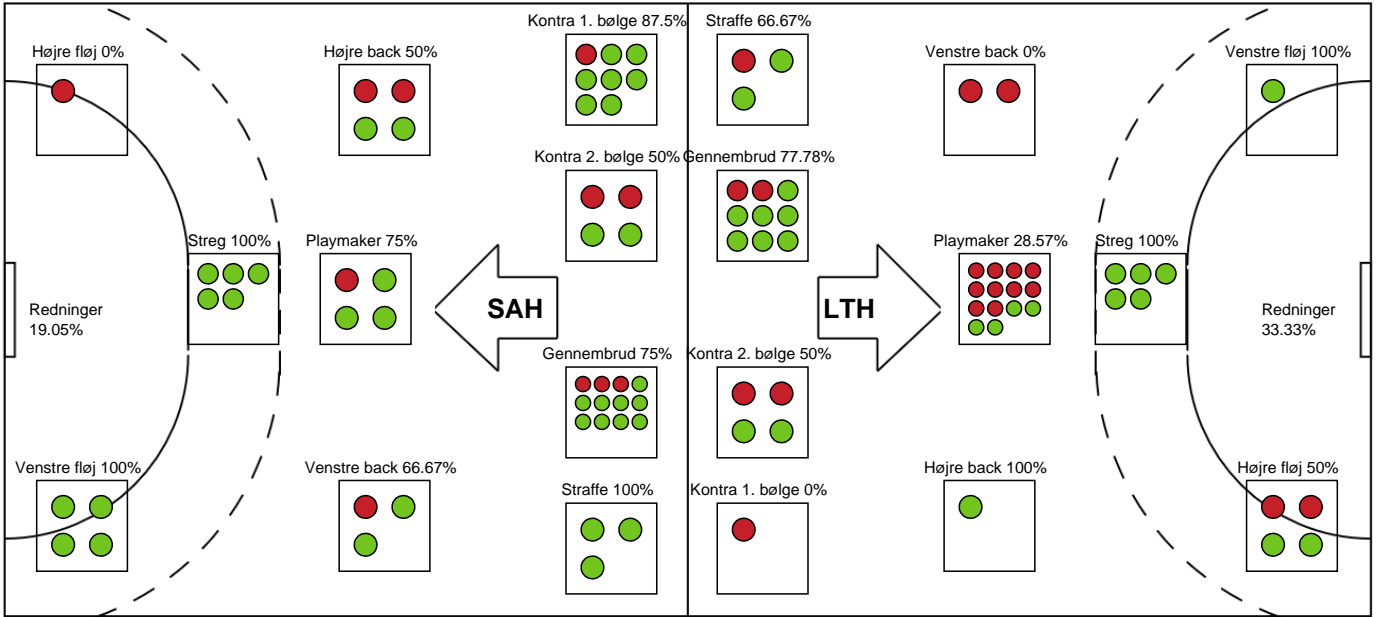 Kontra 1. bølge 87.5%
Straffe 66.67%
Højre fløj 0%
Højre back 50%
Venstre back 0%
Venstre fløj 100%
Kontra 2. bølge 50%
Gennembrud 77.78%
Streg 100%
Playmaker 75%
Playmaker 28.57%
Streg 100%
Redninger
19.05%
SAH
LTH
Redninger
33.33%
Gennembrud 75%
Kontra 2. bølge 50%
Venstre fløj 100%
Venstre back 66.67%
Straffe 100%
Kontra 1. bølge 0%
Højre back 100%
Højre fløj 50%